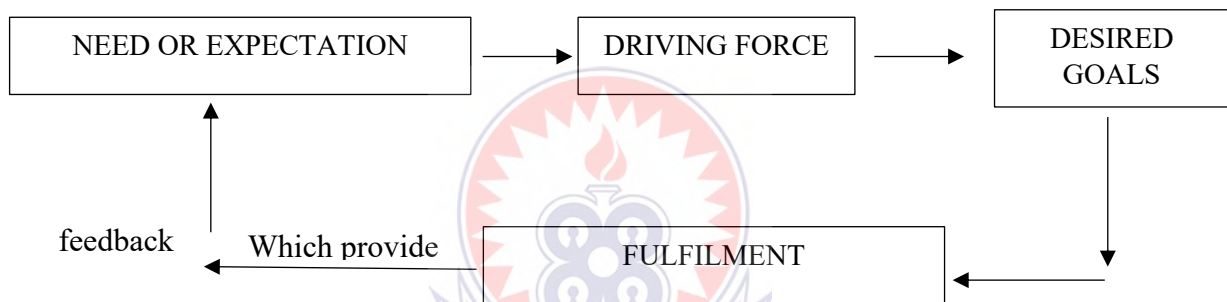 NEED OR EXPECTATION
DRIVING FORCE
DESIRED
GOALS
feedback
Which provide
FULFILMENT